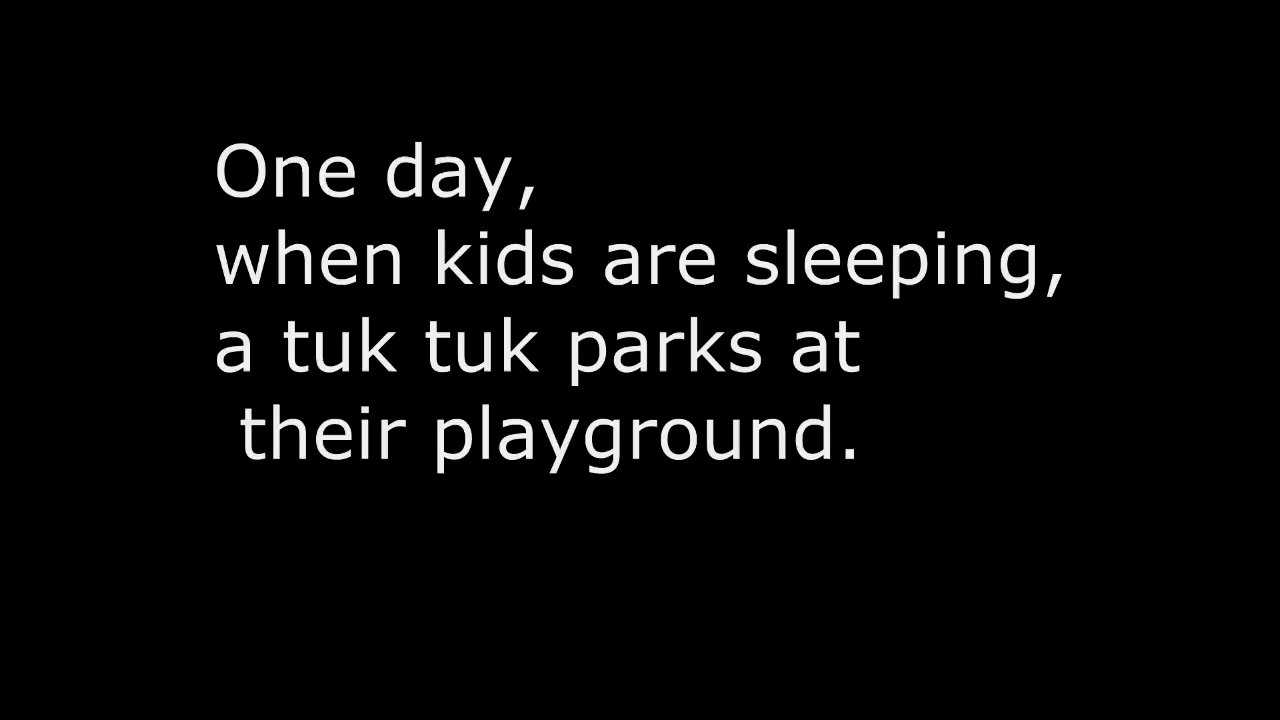 One day,
when kids are sleeping,
a tuk tuk parks at
their playground.